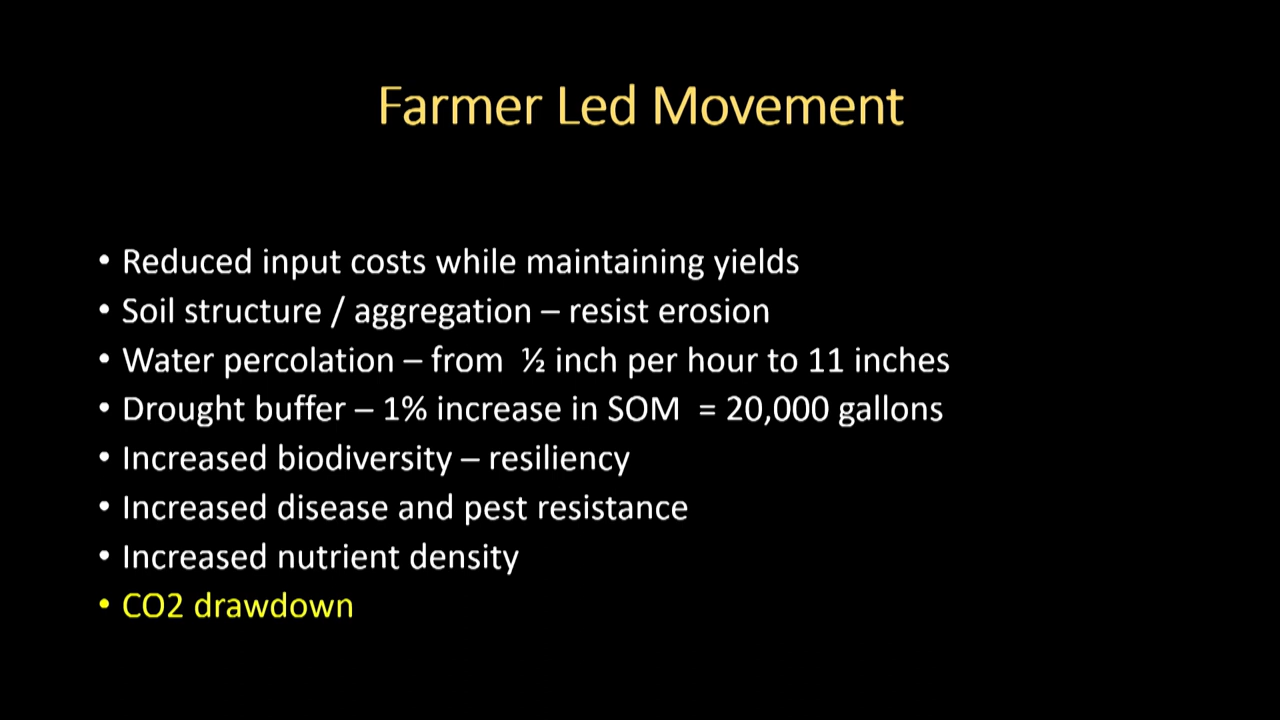 Farmer Led Movement
• Reduced input costs while maintaining yields
• Soil structure / aggregation – resist erosion
• Water percolation – from ½ inch per hour to 11 inches
• Drought buffer – 1% increase in SOM = 20,000 gallons
• Increased biodiversity – resiliency
• Increased disease and pest resistance
• Increased nutrient density
• CO2 drawdown